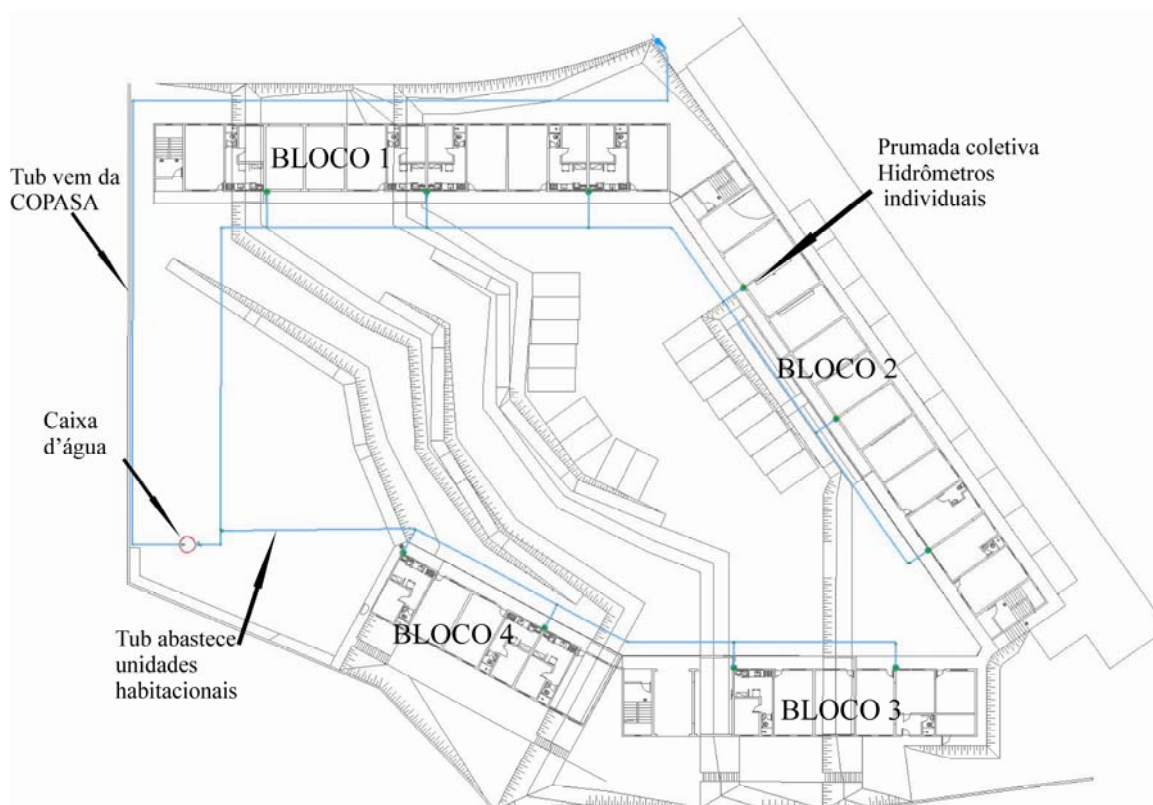 BLOCO 1
Prumada coletiva
Hidrômetros
individuais
Tub vem da
COPASA
BLOCO 2
Caixa
d'água
BLOCO 4
Tub abastece
unidades
habitacionais
BLOCO 3